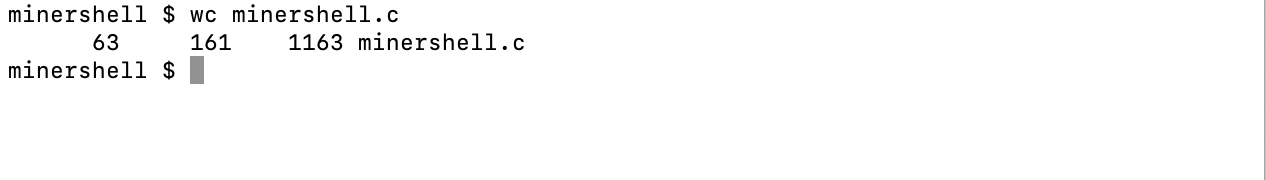 minershell $ wc minershell.c
      63     161    1163 minershell.c
minershell $